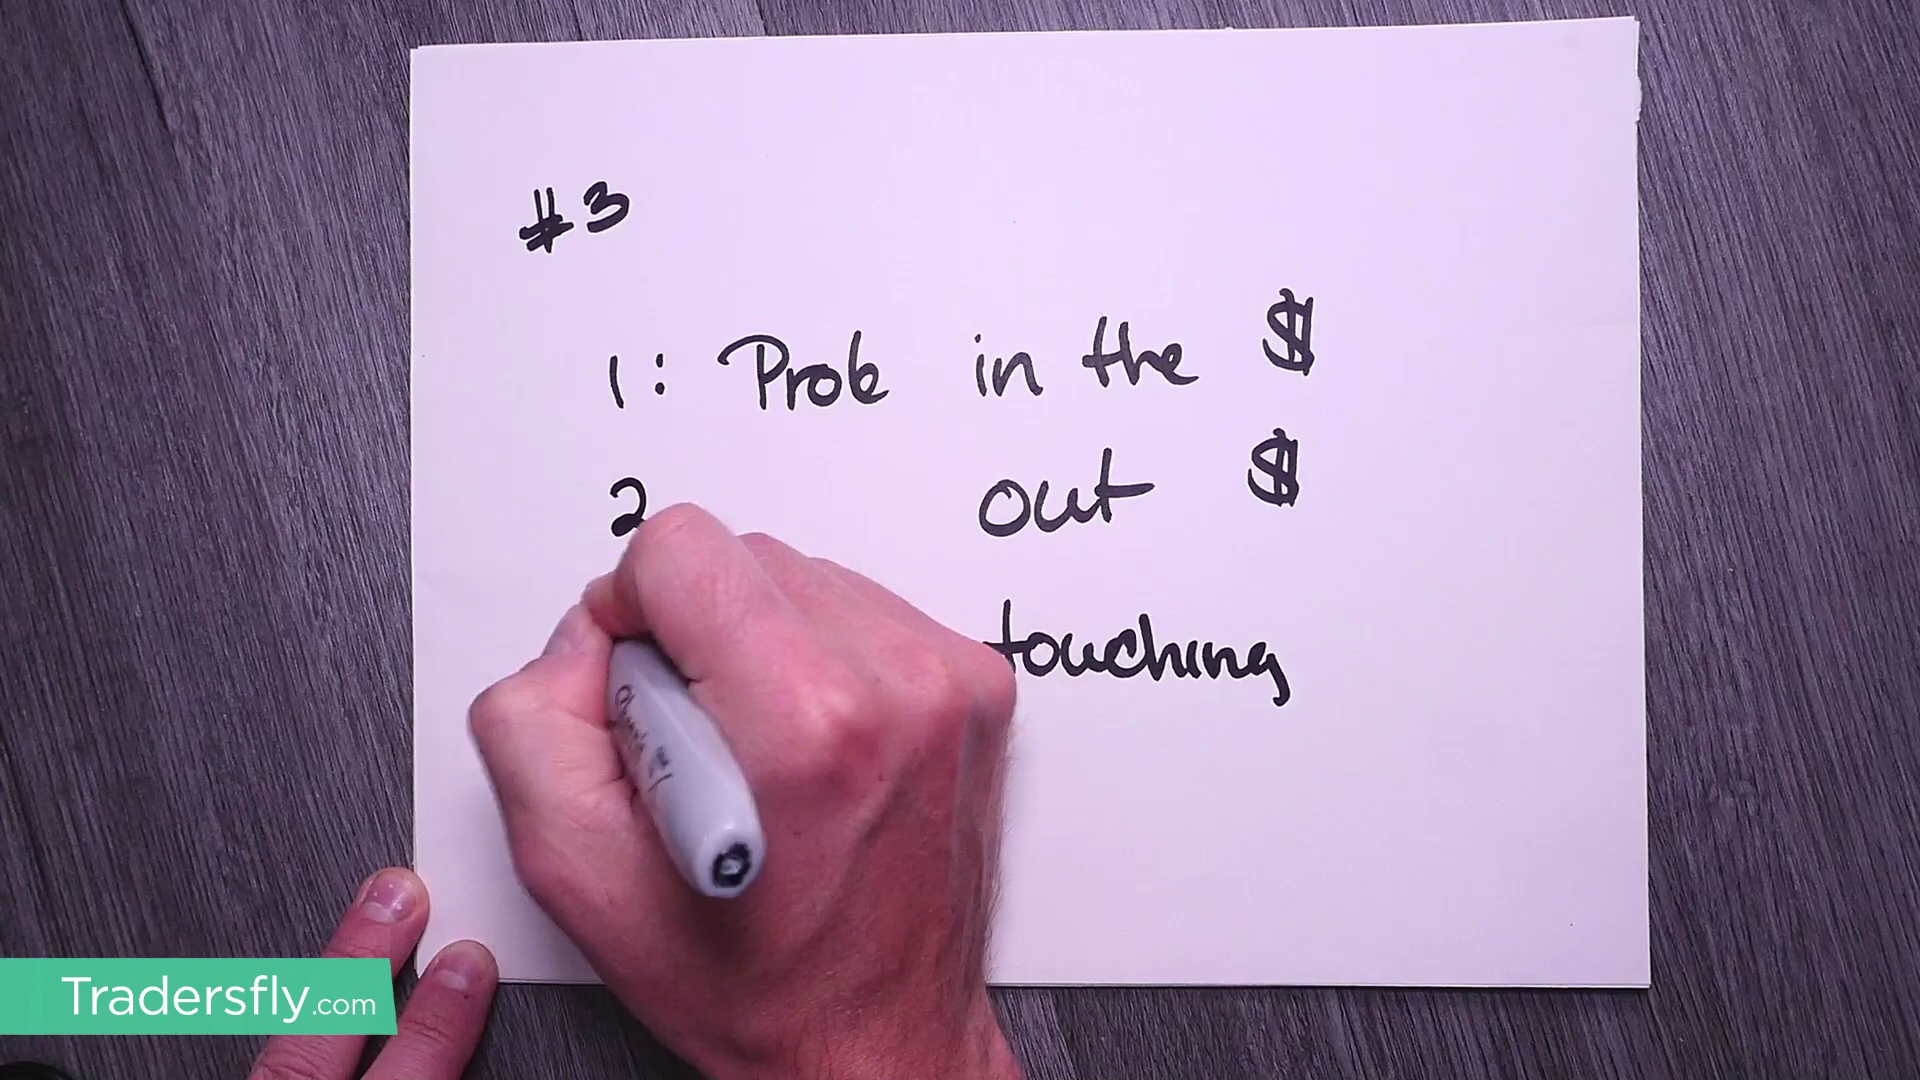 #3
1: Prob in the $
2 out $
touching
Tradersfly.com